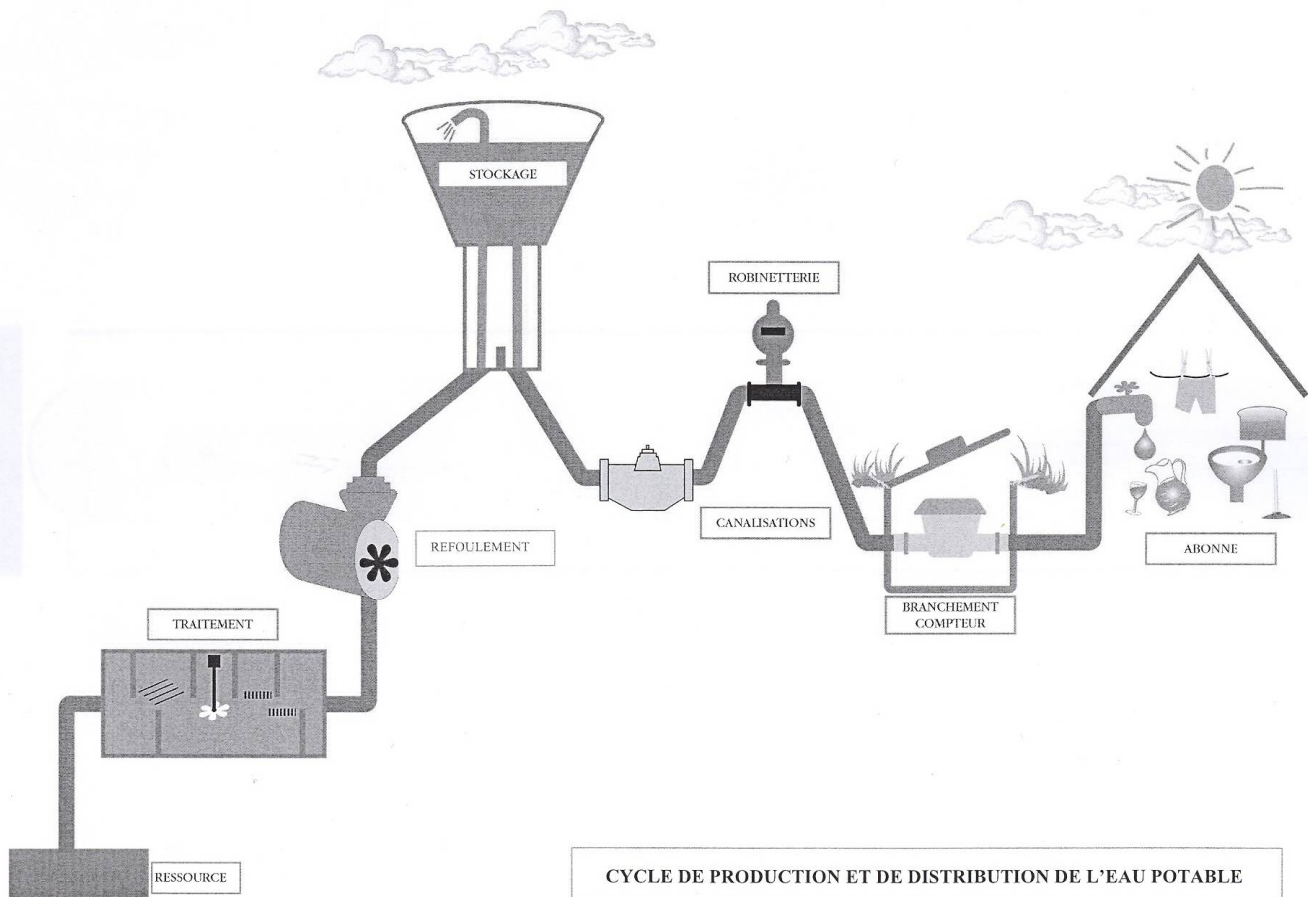 STOCKAGE
ROBINETTERIE
CANALISATIONS
REFOULEMENT
ABONNE
BRANCHEMENT
COMPTEUR
TRAITEMENT
RESSOURCE
CYCLE DE PRODUCTION ET DE DISTRIBUTION DE L'EAU POTABLE